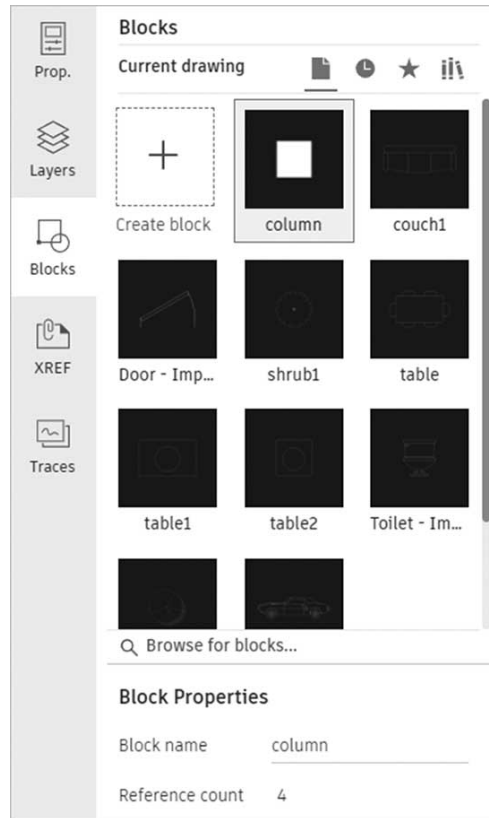 Prop.
Layers
Blocks
XREF
Traces
Blocks
Current drawing
Create block
column
couch1
Door - Imp...
shrub1
table
table1
table2
Toilet - Im...
Browse for blocks...
Block Properties
Block name column
Reference count 4